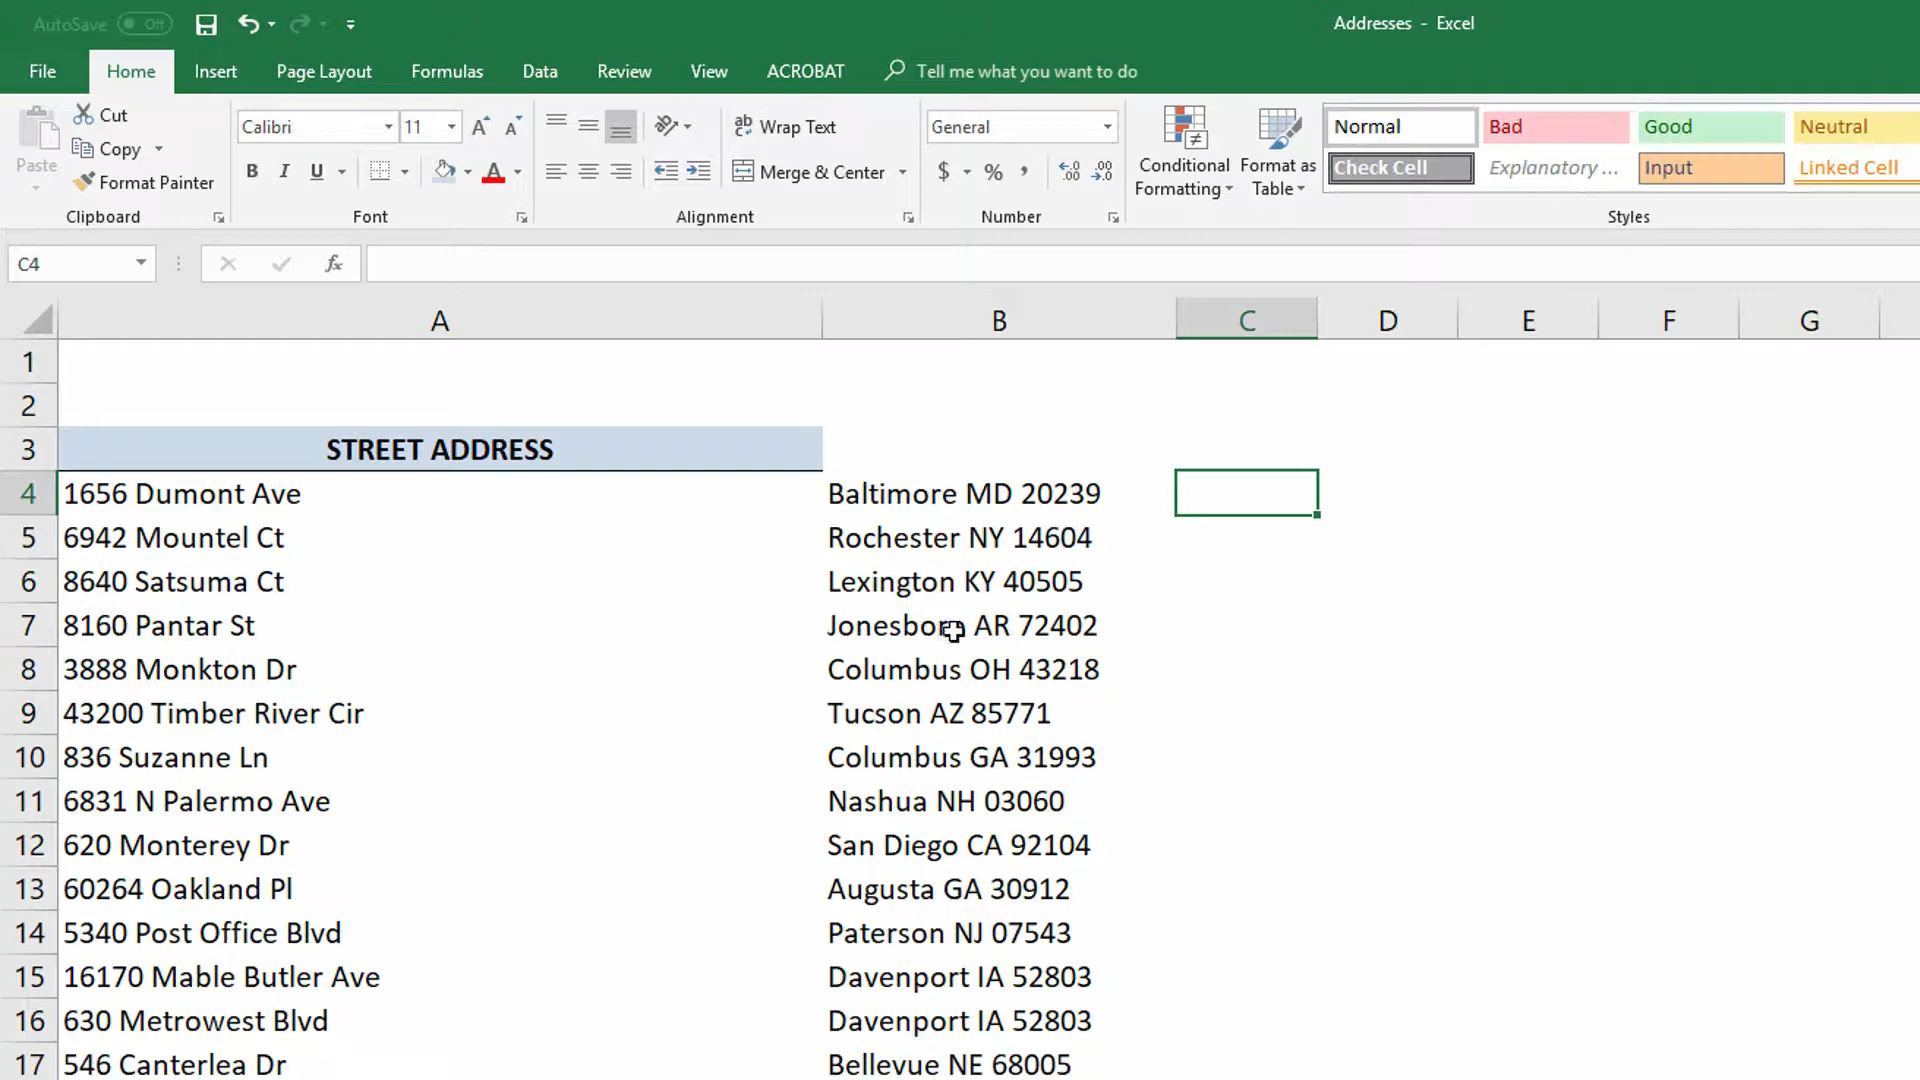 AutoSave Off
Addresses - Excel
File Home Insert Page Layout Formulas Data Review View ACROBAT Tell me what you want to do
Paste
Cut
Copy
Format Painter
Clipboard
Calibri 11
B I U A
Font
ab Wrap Text
Merge & Center
Alignment
General
$ % ,
Number
Conditional Formatting
Format as Table
Normal Bad Good Neutral
Check Cell Explanatory ... Input Linked Cell
Styles
C4 fx
A B C D E F G
1
2
3 STREET ADDRESS
4 1656 Dumont Ave Baltimore MD 20239
5 6942 Mountel Ct Rochester NY 14604
6 8640 Satsuma Ct Lexington KY 40505
7 8160 Pantar St Jonesboro AR 72402
8 3888 Monkton Dr Columbus OH 43218
9 43200 Timber River Cir Tucson AZ 85771
10 836 Suzanne Ln Columbus GA 31993
11 6831 N Palermo Ave Nashua NH 03060
12 620 Monterey Dr San Diego CA 92104
13 60264 Oakland Pl Augusta GA 30912
14 5340 Post Office Blvd Paterson NJ 07543
15 16170 Mable Butler Ave Davenport IA 52803
16 630 Metrowest Blvd Davenport IA 52803
17 546 Canterlea Dr Bellevue NE 68005